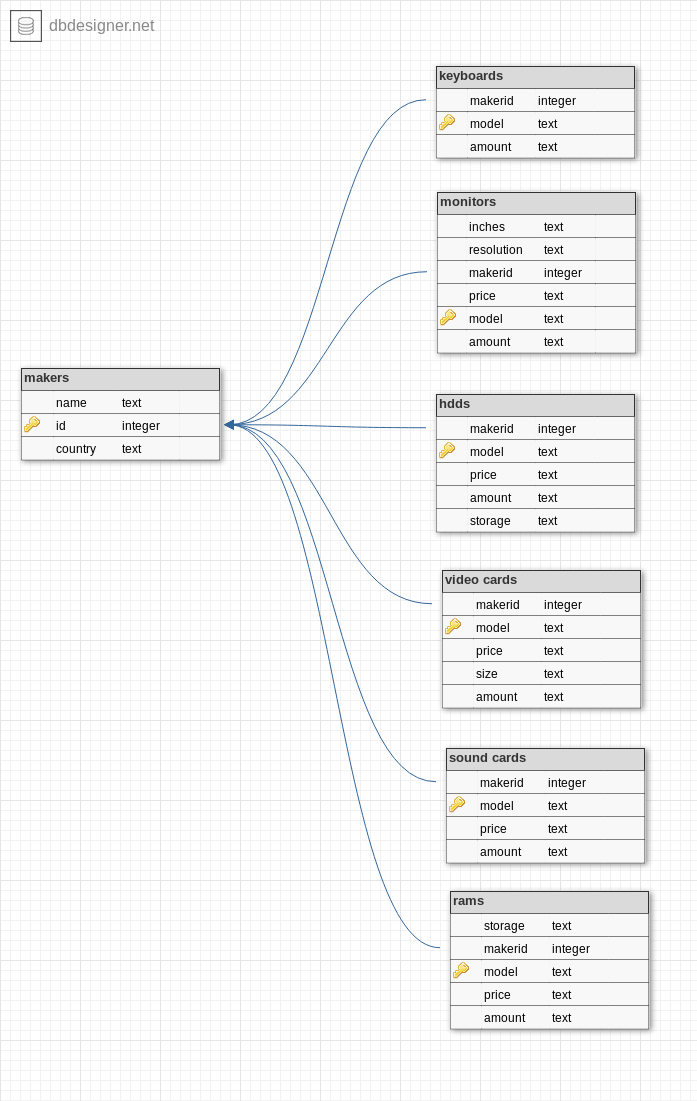 dbdesigner.net
keyboards
makerid integer
model text
amount text
monitors
inches text
resolution text
makerid integer
price text
model text
amount text
makers
name text
id integer
country text
hdds
makerid integer
model text
price text
amount text
storage text
video cards
makerid integer
model text
price text
size text
amount text
sound cards
makerid integer
model text
price text
amount text
rams
storage text
makerid integer
model text
price text
amount text